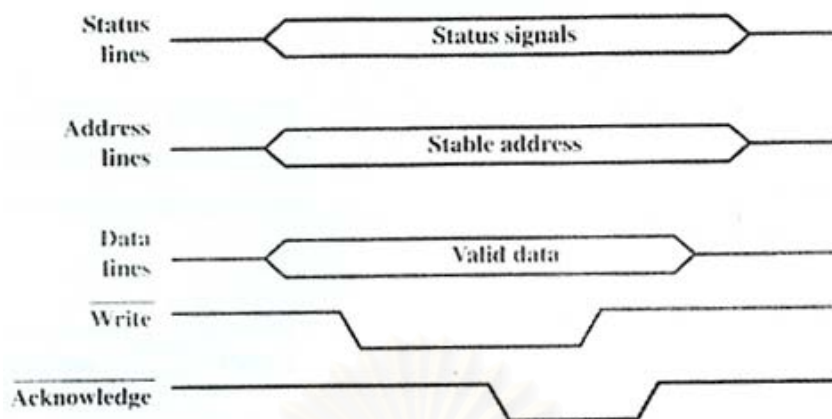 Status
lines
Status signals
Address
lines
Stable address
Data
lines
Valid data
Write
Acknowledge